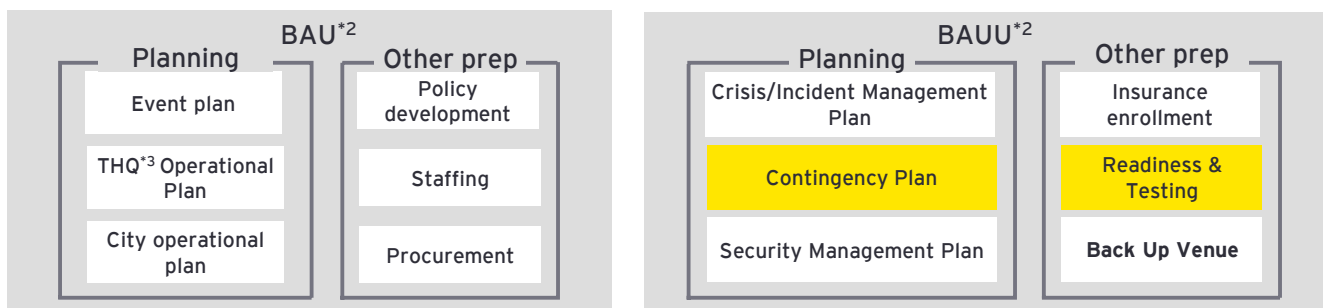 BAU*2
Planning
Event plan
THQ*3 Operational
Plan
City operational
plan
Other prep
Policy
development
Staffing
Procurement
BAUU*2
Planning
Crisis/Incident Management
Plan
Contingency Plan
Security Management Plan
Other prep
Insurance
enrollment
Readiness &
Testing
Back Up Venue